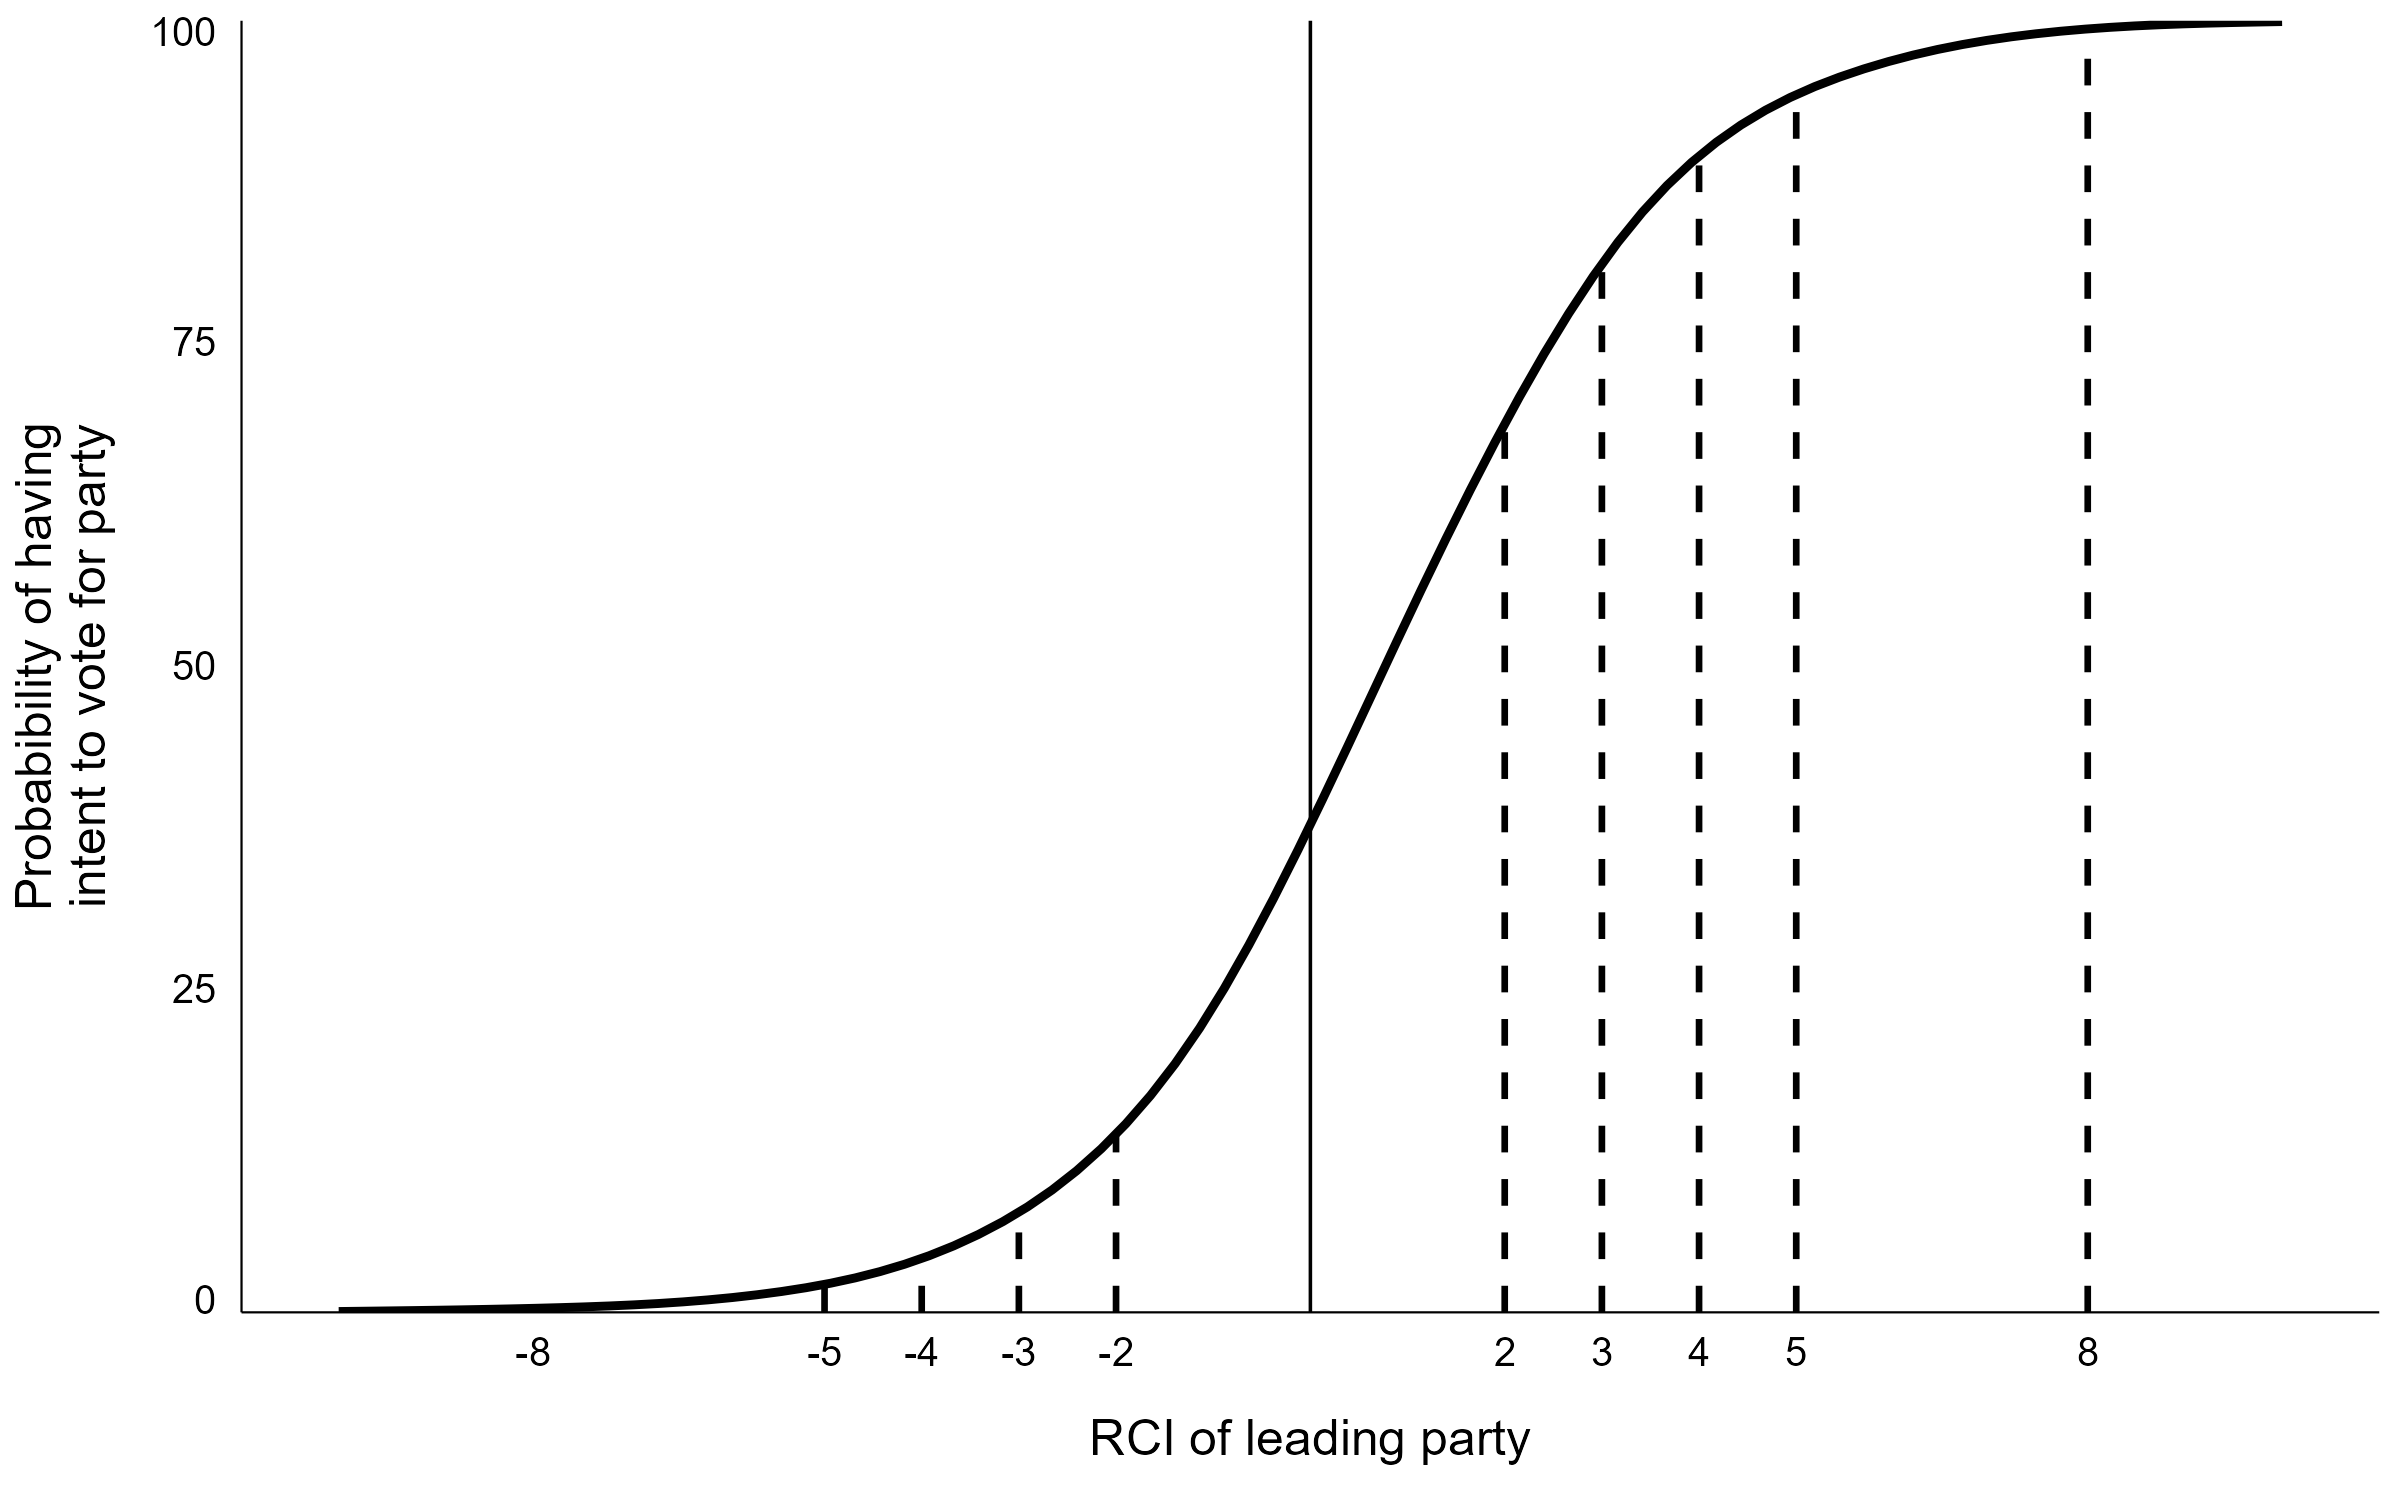 100
75
50
25
0
Probabibility of having
intent to vote for party
-8 -5 -4 -3 -2 2 3 4 5 8
RCI of leading party